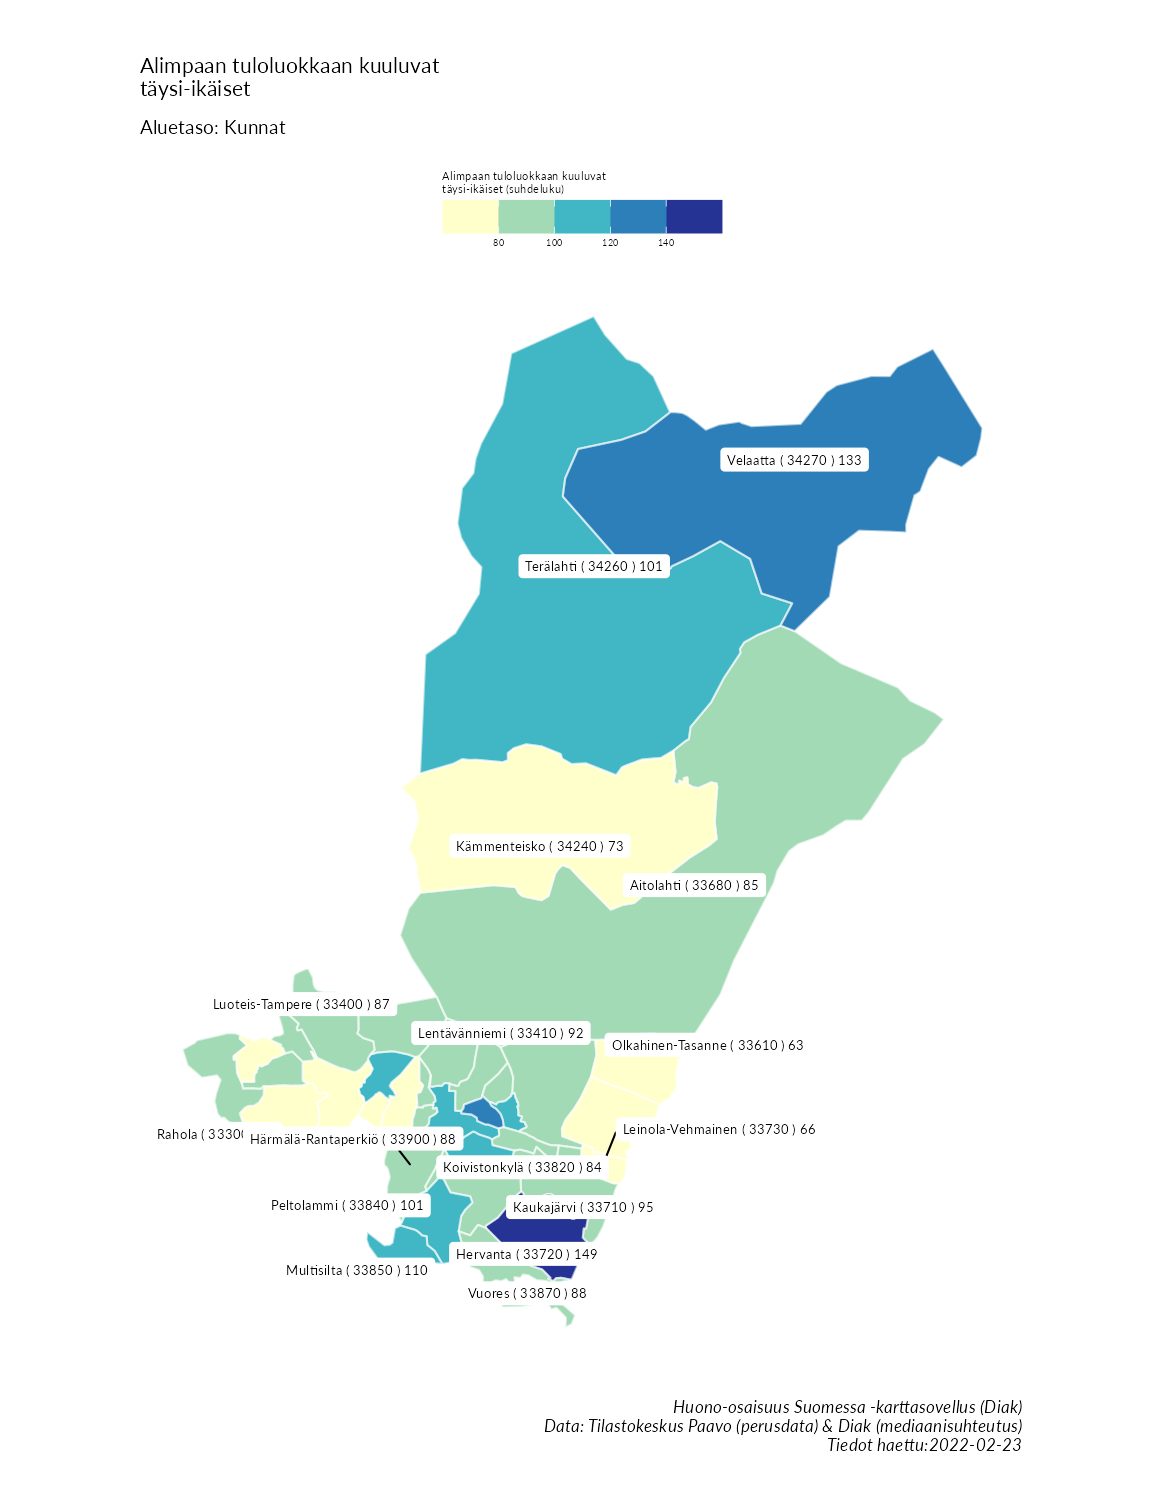 Alimpaan tuloluokkaan kuuluvat
täysi-ikäiset
Aluetaso: Kunnat
Alimpaan tuloluokkaan kuuluvat
täysi-ikäiset (suhdeluku)
80 100 120 140
Velaatta ( 34270 ) 133
Terälahti ( 34260 ) 101
Kämmenteisko ( 34240 ) 73
Aitolahti ( 33680 ) 85
Luoteis-Tampere ( 33400 ) 87
Lentävänniemi ( 33410 ) 92
Olkahinen-Tasanne ( 33610 ) 63
Leinola-Vehmainen ( 33730 ) 66
Rahola ( 3330
Härmälä-Rantaperkiö ( 33900 ) 88
Koivistonkylä ( 33820 ) 84
Peltolammi ( 33840 ) 101
Kaukajärvi ( 33710 ) 95
Hervanta ( 33720 ) 149
Multisilta ( 33850 ) 110
Vuores ( 33870 ) 88
Huono-osaisuus Suomessa -karttasovellus (Diak)
Data: Tilastokeskus Paavo (perusdata) & Diak (mediaanisuhteutus)
Tiedot haettu:2022-02-23